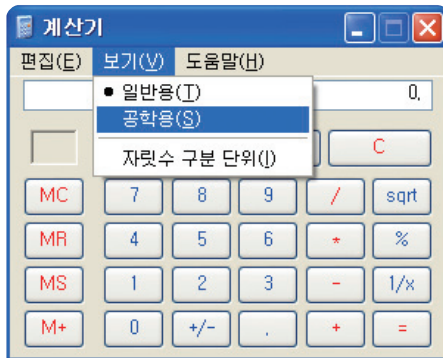 계산기
편집(E) 보기(V) 도움말(H)
일반용(T) 0,
공학용(S)
자릿수 구분 단위(I) C
MC 7 8 9 / sqrt
MR 4 5 6 * %
MS 1 2 3 - 1/x
M+ 0 +/- , + =